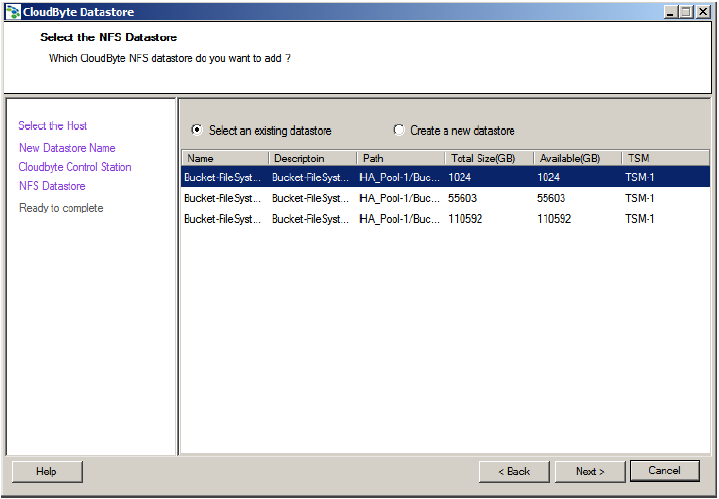 CloudByte Datastore
Select the NFS Datastore
Which CloudByte NFS datastore do you want to add ?
Select the Host
New Datastore Name
Cloudbyte Control Station
NFS Datastore
Ready to complete
Select an existing datastore Create a new datastore
Name Descriptoin Path Total Size(GB) Available(GB) TSM
Bucket-FileSyst... Bucket-FileSyst... HA_Pool-1/Buc... 1024 1024 TSM-1
Bucket-FileSyst... Bucket-FileSyst... HA_Pool-1/Buc... 55603 55603 TSM-1
Bucket-FileSyst... Bucket-FileSyst... HA_Pool-1/Buc... 110592 110592 TSM-1
Help < Back Next > Cancel